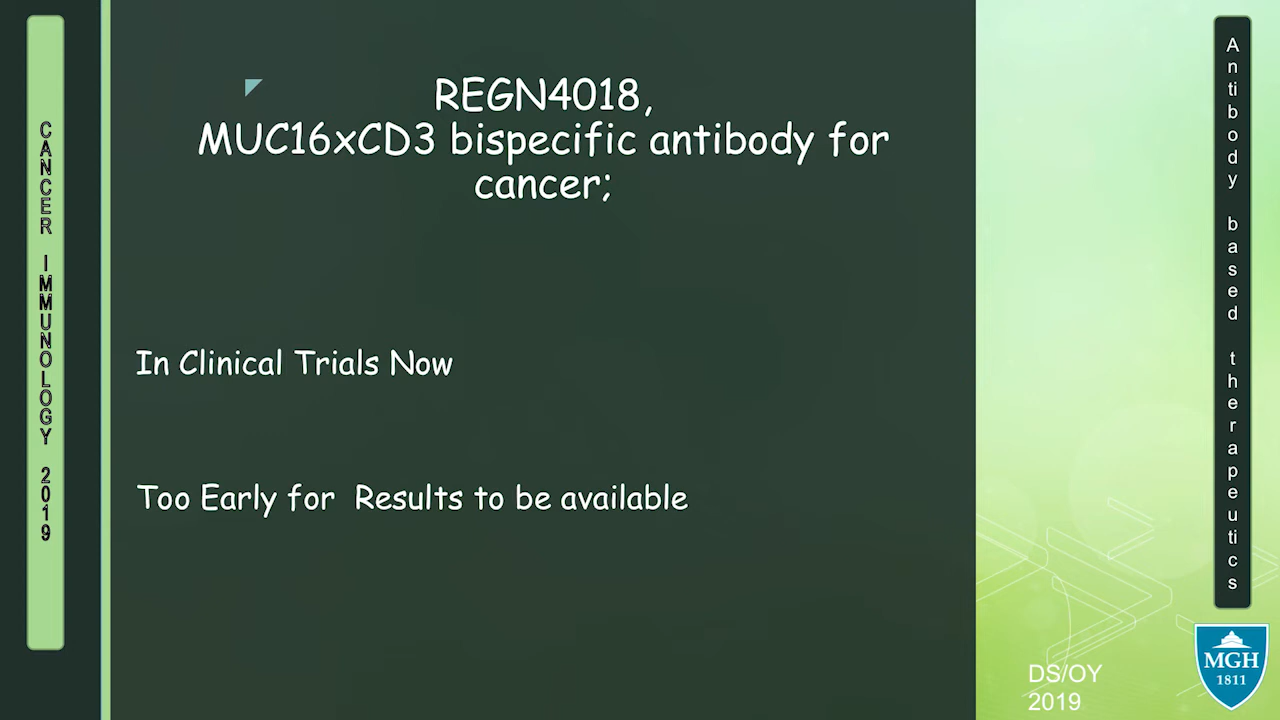 CANCER IMMUNOLOGY 2019
REGN4018,
MUC16xCD3 bispecific antibody for
cancer;
In Clinical Trials Now
Too Early for Results to be available
Antibody based therapeutics
DS/OY
2019
MGH
1811